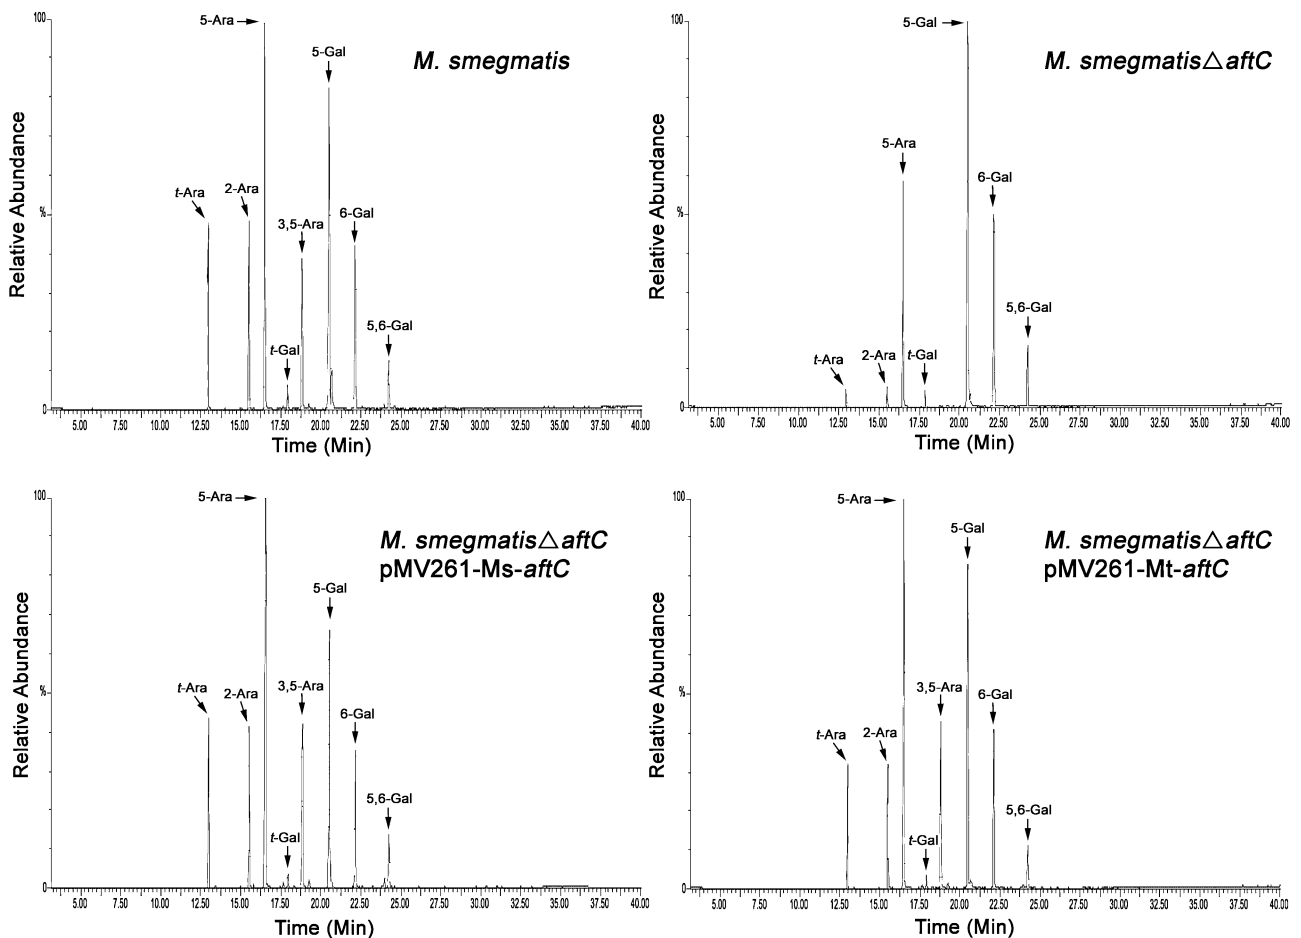 M. smegmatis
Relative Abundance
100
%
0
t-Ara
2-Ara
5-Ara
t-Gal
3,5-Ara
5-Gal
6-Gal
5,6-Gal
5.00 7.50 10.00 12.50 15.00 17.50 20.00 22.50 25.00 27.50 30.00 32.50 35.00 37.50 40.00
Time (Min)
M. smegmatis△aftC
Relative Abundance
100
%
0
t-Ara
2-Ara
5-Ara
t-Gal
5-Gal
6-Gal
5,6-Gal
5.00 7.50 10.00 12.50 15.00 17.50 20.00 22.50 25.00 27.50 30.00 32.50 35.00 37.50 40.00
Time (Min)
M. smegmatis△aftC
pMV261-Ms-aftC
Relative Abundance
100
%
0
t-Ara
2-Ara
5-Ara
t-Gal
3,5-Ara
5-Gal
6-Gal
5,6-Gal
5.00 7.50 10.00 12.50 15.00 17.50 20.00 22.50 25.00 27.50 30.00 32.50 35.00 37.50 40.00
Time (Min)
M. smegmatis△aftC
pMV261-Mt-aftC
Relative Abundance
100
%
0
t-Ara
2-Ara
5-Ara
t-Gal
3,5-Ara
5-Gal
6-Gal
5,6-Gal
5.00 7.50 10.00 12.50 15.00 17.50 20.00 22.50 25.00 27.50 30.00 32.50 35.00 37.50 40.00
Time (Min)